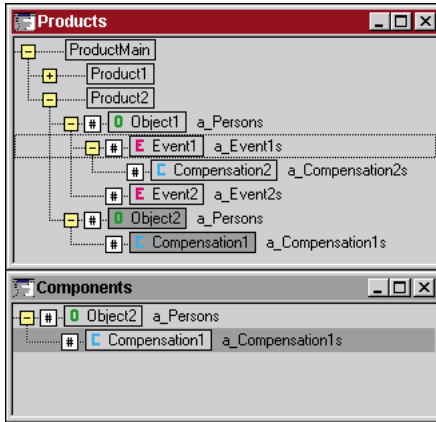 Products
ProductMain
Product1
Product2
# O Object1 a_Persons
# E Event1 a_Event1s
# C Compensation2 a_Compensation2s
# E Event2 a_Event2s
# O Object2 a_Persons
# C Compensation1 a_Compensation1s
Components
# O Object2 a_Persons
# C Compensation1 a_Compensation1s